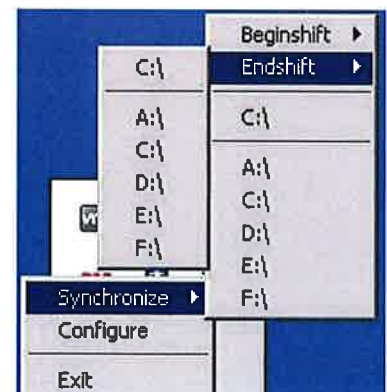 Beginshift
Endshift
C:\
A:\
C:\
D:\
E:\
F:\
C:\
A:\
C:\
D:\
E:\
F:\
Synchronize
Configure
Exit